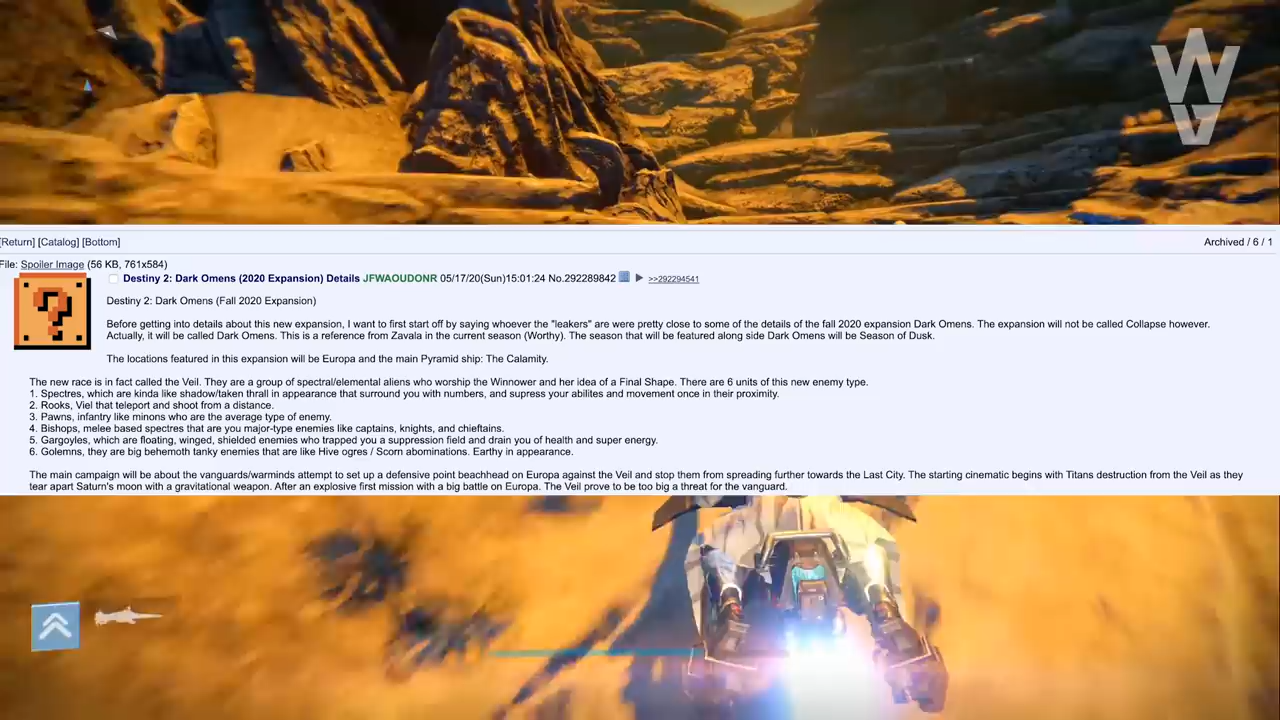 W
V
[Return] [Catalog] [Bottom]
Archived / 6 / 1
File: Spoiler Image (56 KB, 761x584)
Destiny 2: Dark Omens (2020 Expansion) Details JFWAOUDONR 05/17/20(Sun)15:01:24 No.292289842 >>292294541
Destiny 2: Dark Omens (Fall 2020 Expansion)
Before getting into details about this new expansion, I want to first start off by saying whoever the "leakers" are were pretty close to some of the details of the fall 2020 expansion Dark Omens. The expansion will not be called Collapse however.
Actually, it will be called Dark Omens. This is a reference from Zavala in the current season (Worthy). The season that will be featured along side Dark Omens will be Season of Dusk.
The locations featured in this expansion will be Europa and the main Pyramid ship: The Calamity.
The new race is in fact called the Veil. They are a group of spectral/elemental aliens who worship the Winnower and her idea of a Final Shape. There are 6 units of this new enemy type.
1. Spectres, which are kinda like shadow/taken thrall in appearance that surround you with numbers, and supress your abilites and movement once in their proximity.
2. Rooks, Viel that teleport and shoot from a distance.
3. Pawns, infantry like minons who are the average type of enemy.
4. Bishops, melee based spectres that are you major-type enemies like captains, knights, and chieftains.
5. Gargoyles, which are floating, winged, shielded enemies who trapped you a suppression field and drain you of health and super energy.
6. Golemns, they are big behemoth tanky enemies that are like Hive ogres / Scorn abominations. Earthy in appearance.
The main campaign will be about the vanguards/warminds attempt to set up a defensive point beachhead on Europa against the Veil and stop them from spreading further towards the Last City. The starting cinematic begins with Titans destruction from the Veil as they
tear apart Saturn's moon with a gravitational weapon. After an explosive first mission with a big battle on Europa. The Veil prove to be too big a threat for the vanguard.